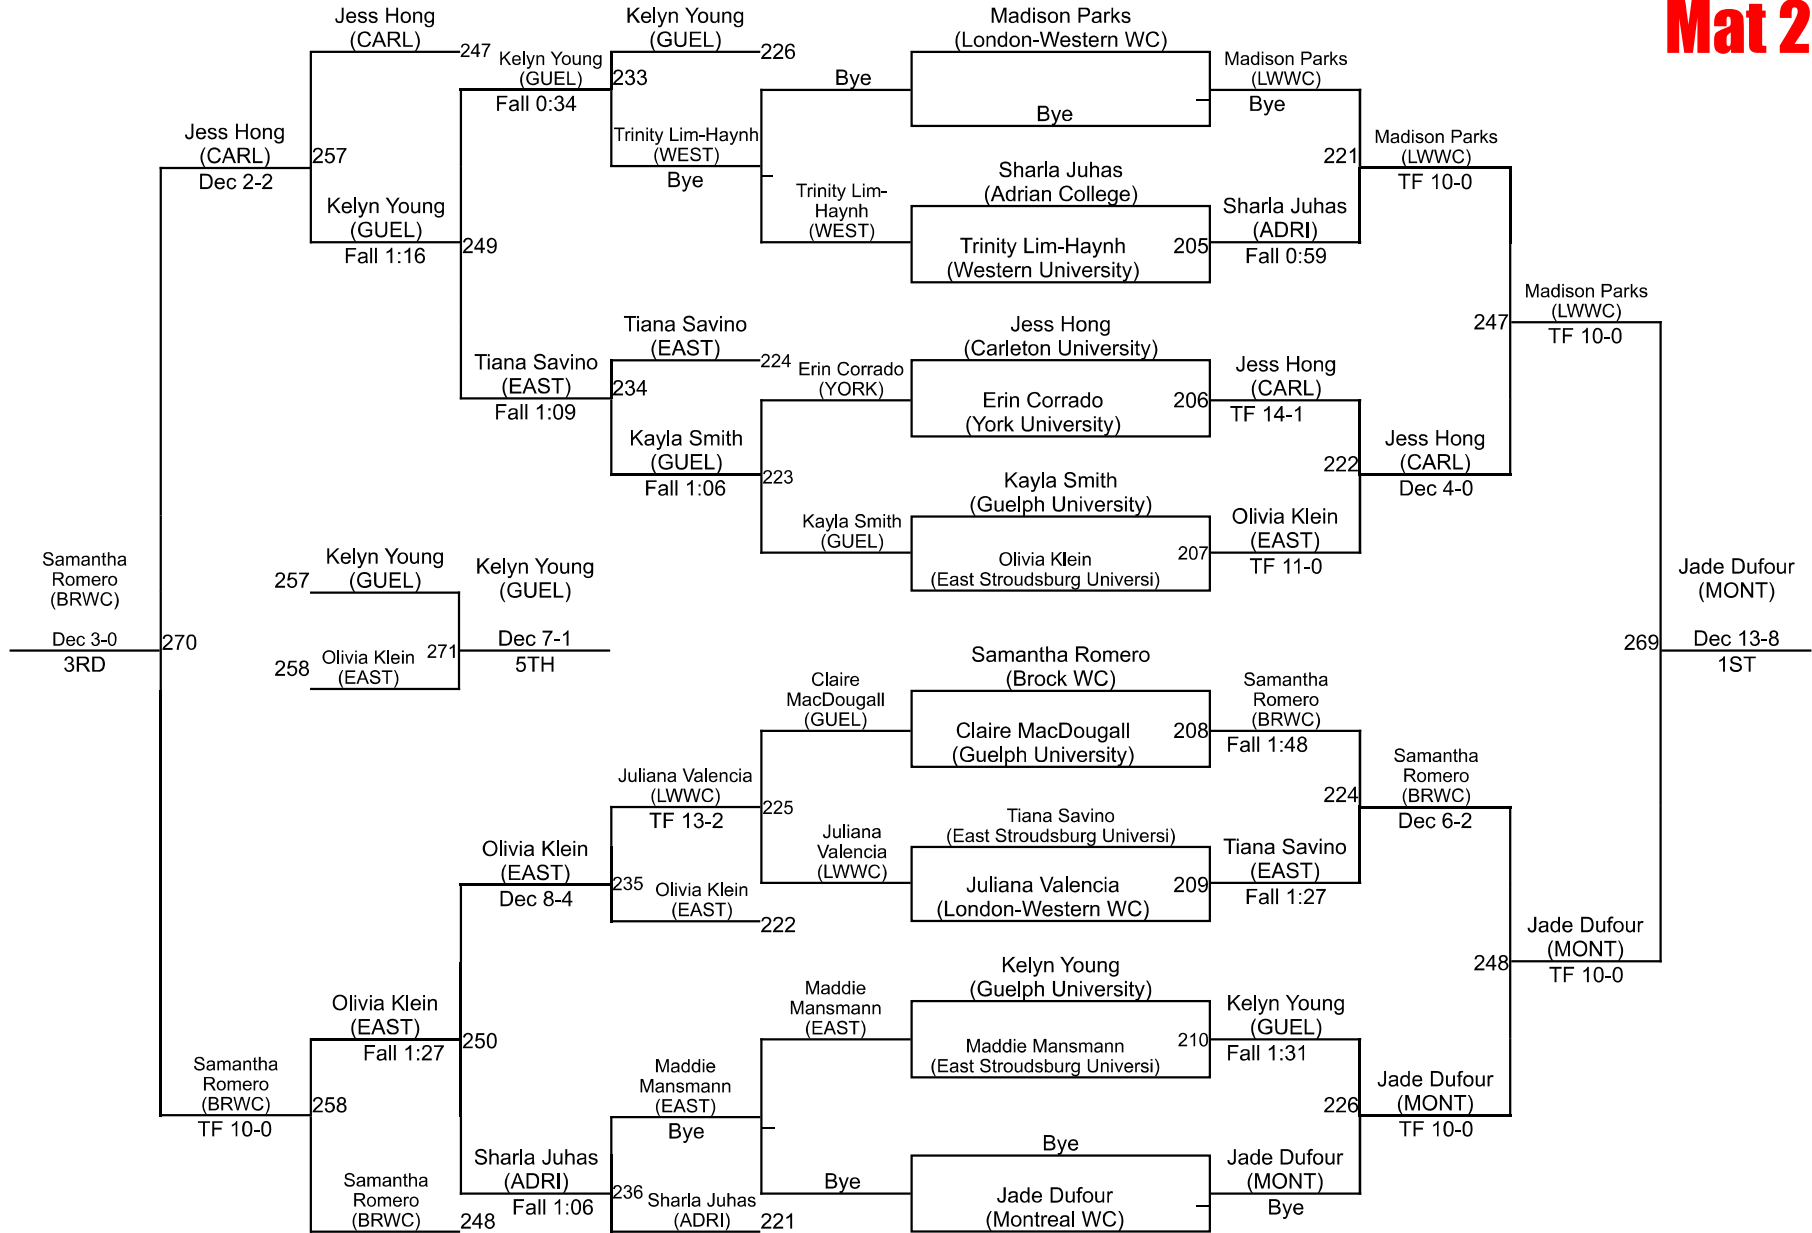 Mat 2
Jess Hong
(CARL)
247
Kelyn Young
(GUEL)
Fall 0:34
233
Kelyn Young
(GUEL)
226
Trinity Lim-Haynh
(WEST)
Bye
Bye
Trinity Lim-
Haynh
(WEST)
Madison Parks
(London-Western WC)
Bye
Madison Parks
(LWWC)
Bye
Sharla Juhas
(Adrian College)
Trinity Lim-Haynh
(Western University)
205
Sharla Juhas
(ADRI)
Fall 0:59
221
Madison Parks
(LWWC)
TF 10-0
Jess Hong
(CARL)
Dec 2-2
257
Kelyn Young
(GUEL)
Fall 1:16
249
Tiana Savino
(EAST)
Fall 1:09
234
Tiana Savino
(EAST)
224
Kayla Smith
(GUEL)
Fall 1:06
223
Erin Corrado
(YORK)
Kayla Smith
(GUEL)
Jess Hong
(Carleton University)
Erin Corrado
(York University)
206
Jess Hong
(CARL)
TF 14-1
Kayla Smith
(Guelph University)
Olivia Klein
(East Stroudsburg Universi)
207
Olivia Klein
(EAST)
TF 11-0
222
Jess Hong
(CARL)
Dec 4-0
247
Madison Parks
(LWWC)
TF 10-0
Samantha
Romero
(BRWC)
Dec 3-0
3RD
270
257
Kelyn Young
(GUEL)
258
Olivia Klein
(EAST)
271
Kelyn Young
(GUEL)
Dec 7-1
5TH
269
Jade Dufour
(MONT)
Dec 13-8
1ST
Claire
MacDougall
(GUEL)
Samantha Romero
(Brock WC)
Claire MacDougall
(Guelph University)
208
Samantha
Romero
(BRWC)
Fall 1:48
Juliana Valencia
(LWWC)
TF 13-2
225
Juliana
Valencia
(LWWC)
Tiana Savino
(East Stroudsburg Universi)
Juliana Valencia
(London-Western WC)
209
Tiana Savino
(EAST)
Fall 1:27
224
Samantha
Romero
(BRWC)
Dec 6-2
Olivia Klein
(EAST)
Dec 8-4
235
Olivia Klein
(EAST)
222
Olivia Klein
(EAST)
Fall 1:27
250
Maddie
Mansmann
(EAST)
Kelyn Young
(Guelph University)
Maddie Mansmann
(East Stroudsburg Universi)
210
Kelyn Young
(GUEL)
Fall 1:31
248
Jade Dufour
(MONT)
TF 10-0
Samantha
Romero
(BRWC)
TF 10-0
258
Samantha
Romero
(BRWC)
248
Sharla Juhas
(ADRI)
Fall 1:06
236
Maddie
Mansmann
(EAST)
Bye
Sharla Juhas
(ADRI)
221
Bye
Bye
Jade Dufour
(Montreal WC)
Jade Dufour
(MONT)
Bye
226
Jade Dufour
(MONT)
TF 10-0